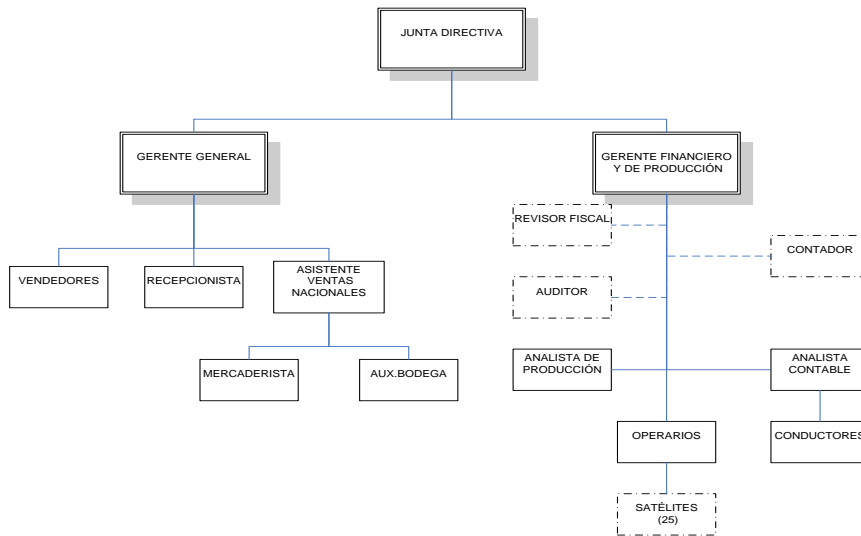 JUNTA DIRECTIVA
GERENTE GENERAL
GERENTE FINANCIERO
Y DE PRODUCCIÓN
REVISOR FISCAL
CONTADOR
VENDEDORES
RECEPCIONISTA
ASISTENTE
VENTAS
NACIONALES
AUDITOR
MERCADERISTA
AUX.BODEGA
ANALISTA DE
PRODUCCIÓN
ANALISTA
CONTABLE
OPERARIOS
CONDUCTORES
SATÉLITES
(25)